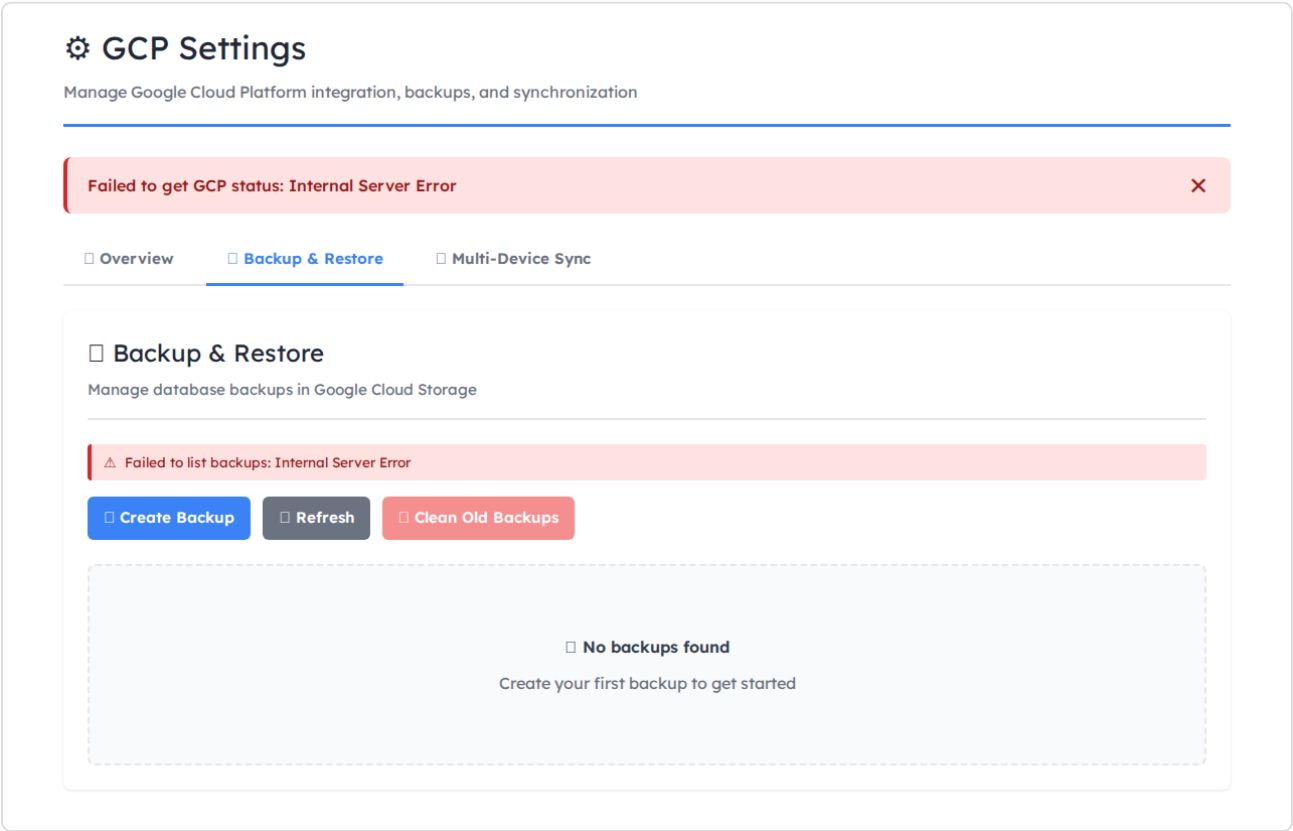 ⚙ GCP Settings
Manage Google Cloud Platform integration, backups, and synchronization
Failed to get GCP status: Internal Server Error ✕
Overview Backup & Restore Multi-Device Sync
Backup & Restore
Manage database backups in Google Cloud Storage
⚠ Failed to list backups: Internal Server Error
Create Backup Refresh Clean Old Backups
No backups found
Create your first backup to get started